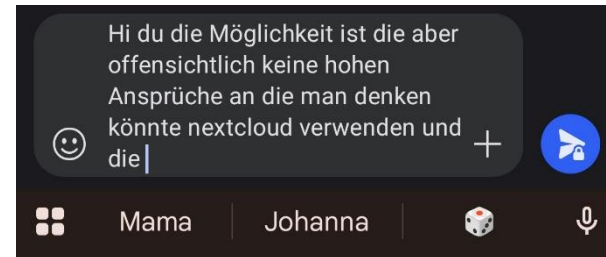 Hi du die Möglichkeit ist die aber
offensichtlich keine hohen
Ansprüche an die man denken
könnte nextcloud verwenden und
die
Mama Johanna